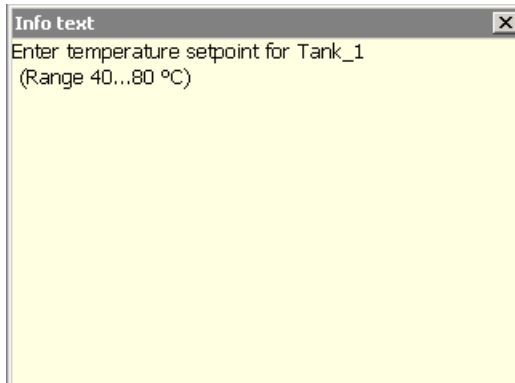 Info text
Enter temperature setpoint for Tank_1
(Range 40...80 °C)